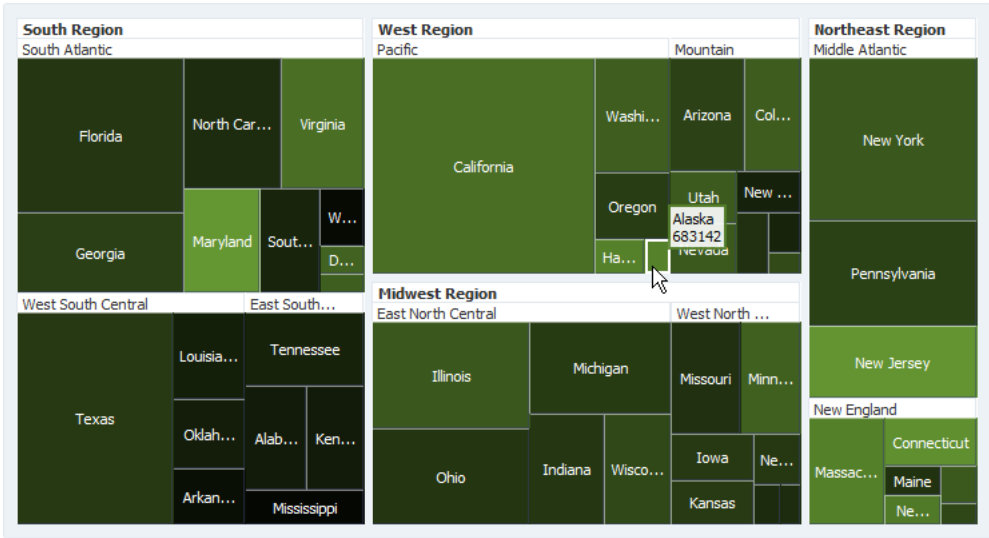 South Region
South Atlantic
Florida
North Car...
Virginia
Georgia
Maryland
Sout...
W...
D...
West South Central
East South...
Texas
Louisia...
Oklah...
Arkan...
Tennessee
Alab...
Ken...
Mississippi
West Region
Pacific
Mountain
California
Washi...
Oregon
Ha...
Arizona
Col...
Utah
New ...
Nevada
Alaska
683142
Midwest Region
East North Central
West North ...
Illinois
Michigan
Ohio
Indiana
Wisco...
Missouri
Minn...
Iowa
Ne...
Kansas
Northeast Region
Middle Atlantic
New York
Pennsylvania
New Jersey
New England
Massac...
Connecticut
Maine
Ne...